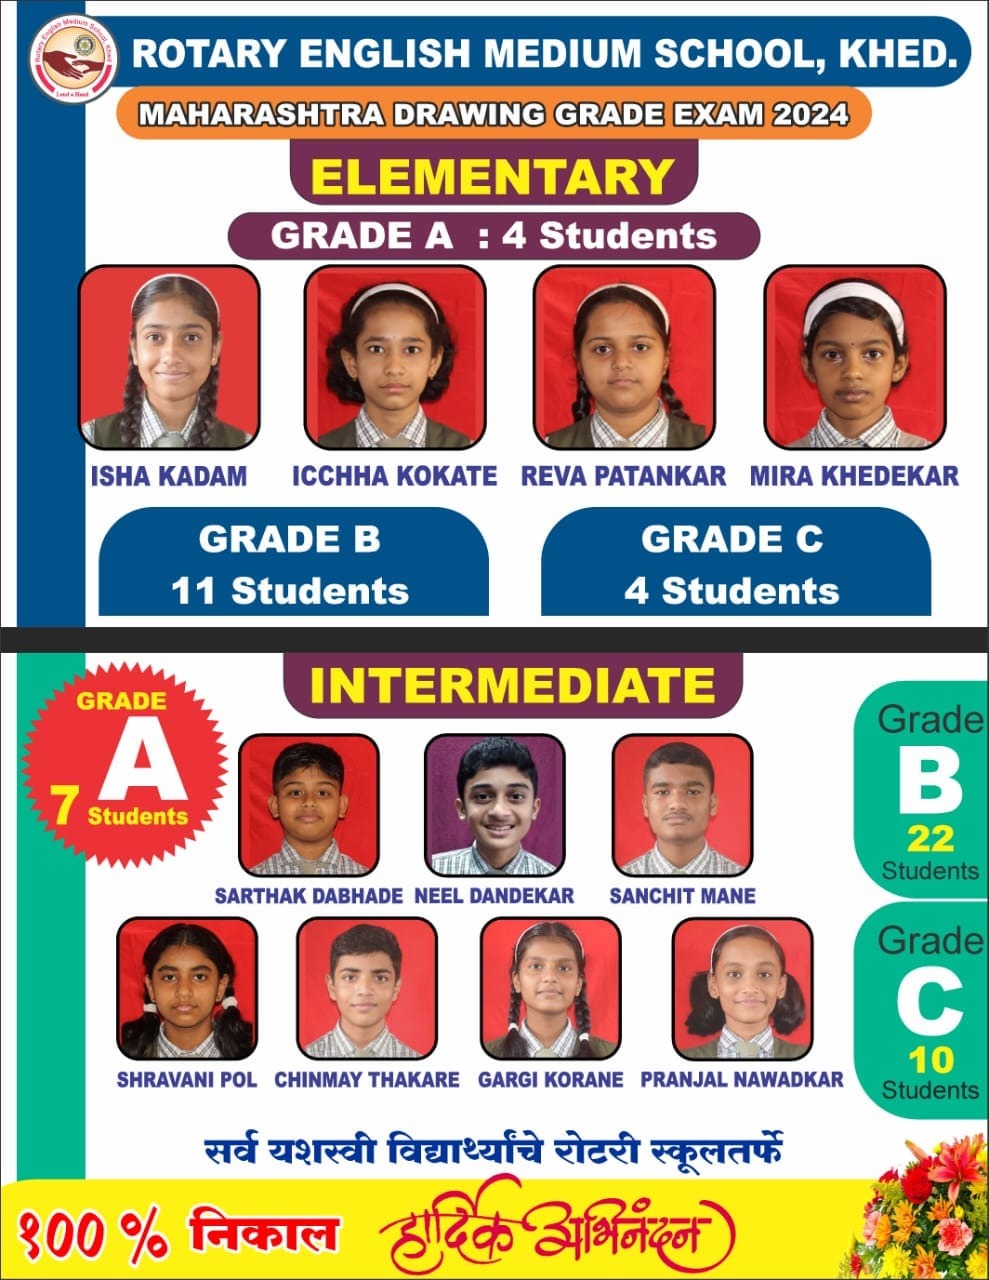 Rotary English Medium School, Khed
Lend a Hand
ROTARY ENGLISH MEDIUM SCHOOL, KHED.
MAHARASHTRA DRAWING GRADE EXAM 2024
ELEMENTARY
GRADE A : 4 Students
ISHA KADAM ICCHHA KOKATE REVA PATANKAR MIRA KHEDEKAR
GRADE B
11 Students
GRADE C
4 Students
INTERMEDIATE
GRADE
A
7 Students
Grade
B
22
Students
SARTHAK DABHADE NEEL DANDEKAR SANCHIT MANE
Grade
C
10
Students
SHRAVANI POL CHINMAY THAKARE GARGI KORANE PRANJAL NAWADKAR
सर्व यशस्वी विद्यार्थ्यांचे रोटरी स्कूलतर्फे
१०० % निकाल हार्दिक अभिनंदन